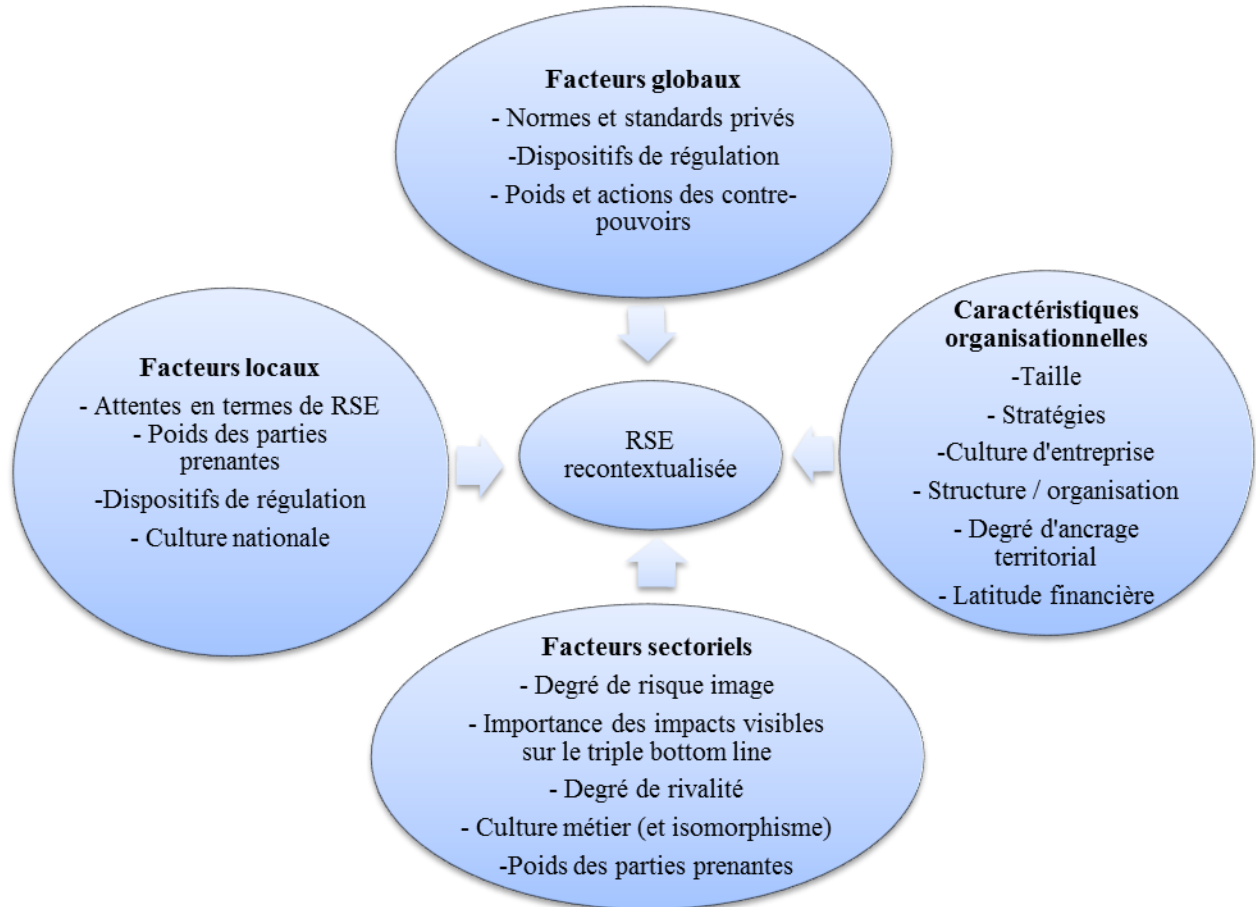 Facteurs globaux
- Normes et standards privés
-Dispositifs de régulation
- Poids et actions des contre-
pouvoirs
Facteurs locaux
- Attentes en termes de RSE
- Poids des parties
prenantes
-Dispositifs de régulation
- Culture nationale
RSE
recontextualisée
Caractéristiques
organisationnelles
-Taille
- Stratégies
-Culture d'entreprise
- Structure / organisation
- Degré d'ancrage
territorial
- Latitude financière
Facteurs sectoriels
- Degré de risque image
- Importance des impacts visibles
sur le triple bottom line
- Degré de rivalité
- Culture métier (et isomorphisme)
-Poids des parties prenantes